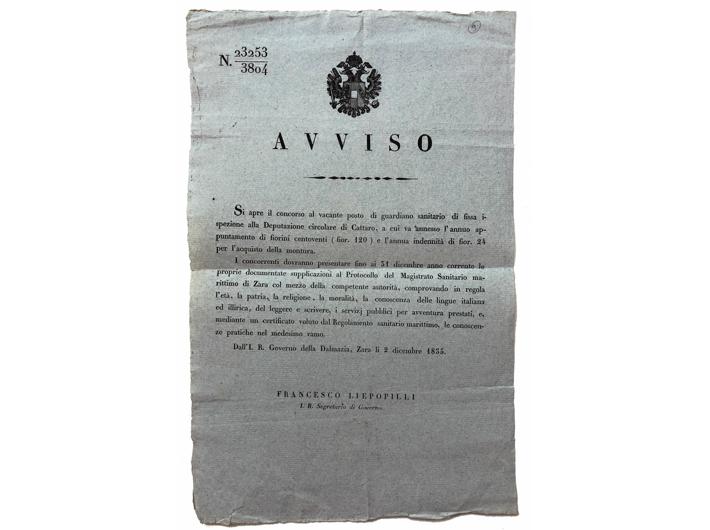 6
N. 23253
3804
AVVISO
Si apre il concorso al vacante posto di guardiano sanitario di fissa i-
spezione alla Deputazione circolare di Cattaro, a cui va annesso l'annuo ap-
puntamento di fiorini centoventi ( fior. 120 ) e l'annua indennità di fior. 24
per l'acquisto della montura.
I concorrenti dovranno presentare fino ai 31 dicembre anno corrente le
proprie documentate supplicazioni al Protocollo del Magistrato Sanitario ma-
rittimo di Zara col mezzo della competente autorità, comprovando in regola
l'età, la patria, la religione, la moralità, la conoscenza delle lingue italiana
ed illirica, del leggere e scrivere, i servizj pubblici per avventura prestati, e,
mediante un certificato voluto dal Regolamento sanitario marittimo, le conoscen-
ze pratiche nel medesimo ramo.
Dall'I. R. Governo della Dalmazia, Zara li 2 dicembre 1835.
FRANCESCO LIEPOPILLI
I. R. Segretario di Governo.